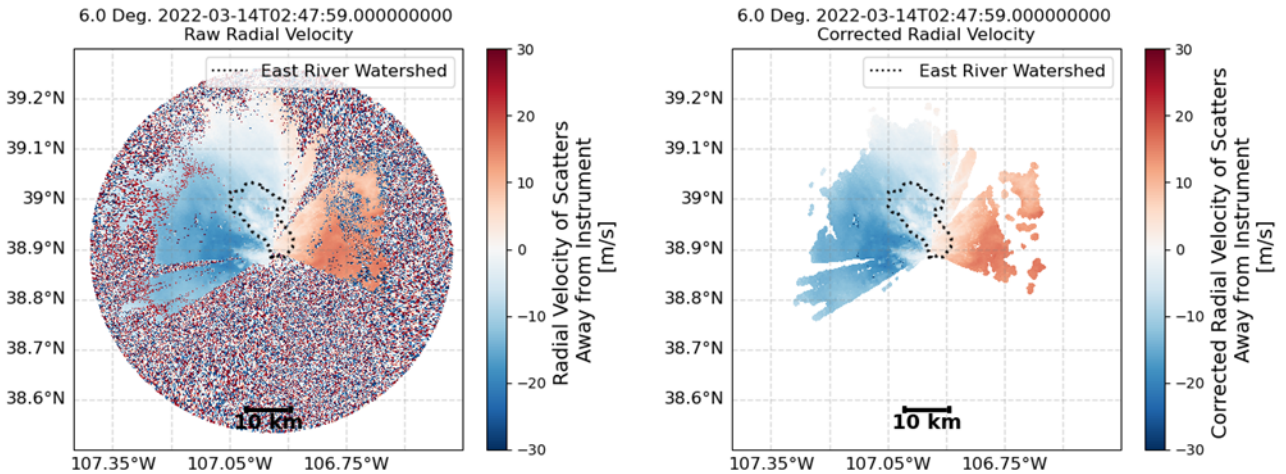 6.0 Deg. 2022-03-14T02:47:59.000000000
Raw Radial Velocity
East River Watershed
39.2°N
39.1°N
39°N
38.9°N
38.8°N
38.7°N
38.6°N
10 km
107.35°W
107.05°W
106.75°W
30
20
10
0
−10
−20
−30
Radial Velocity of Scatters
Away from Instrument
[m/s]
6.0 Deg. 2022-03-14T02:47:59.000000000
Corrected Radial Velocity
East River Watershed
39.2°N
39.1°N
39°N
38.9°N
38.8°N
38.7°N
38.6°N
10 km
107.35°W
107.05°W
106.75°W
30
20
10
0
−10
−20
−30
Corrected Radial Velocity of Scatters
Away from Instrument
[m/s]